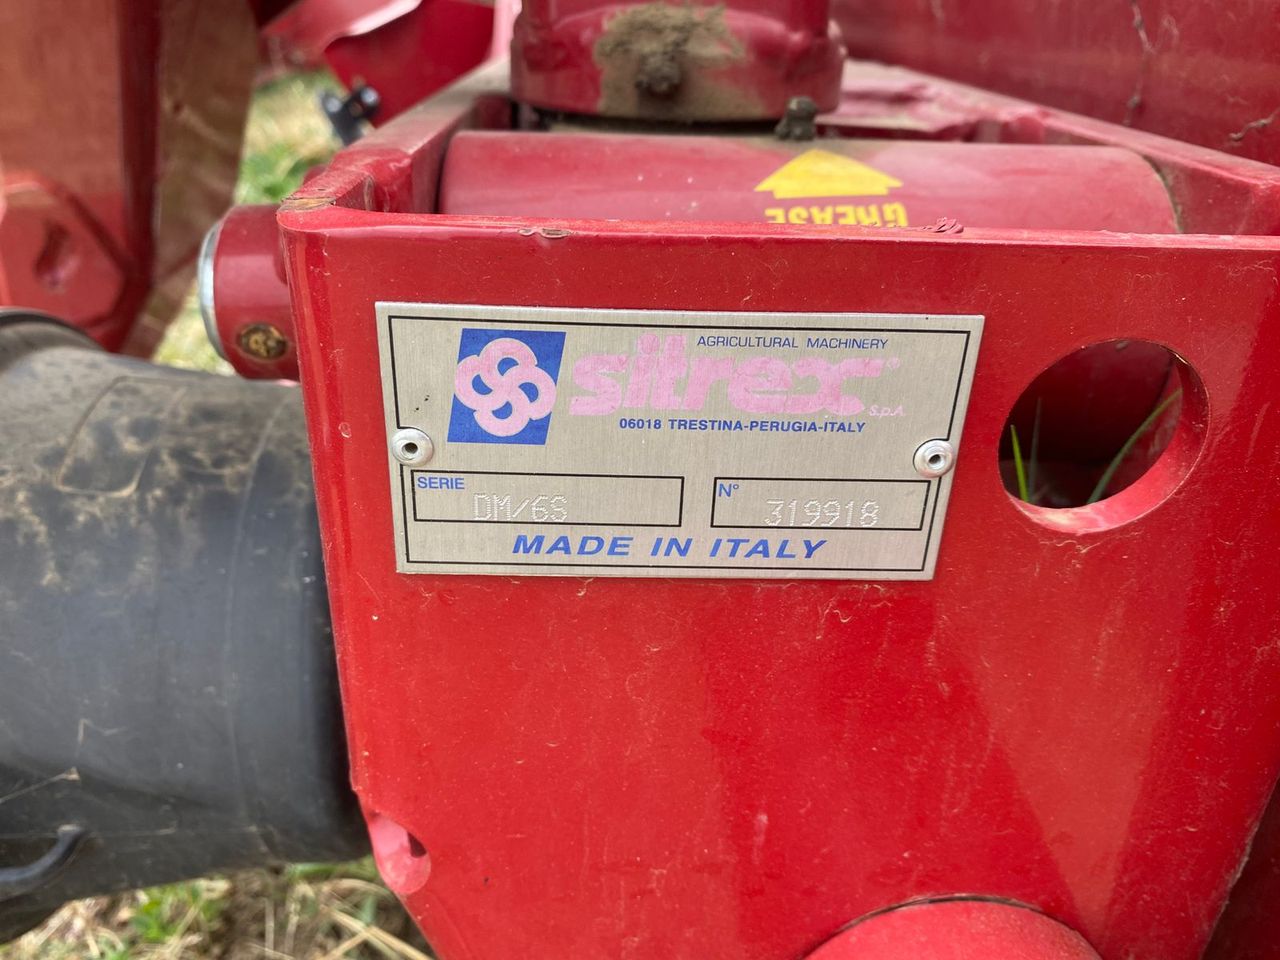 GREASE
AGRICULTURAL MACHINERY
sitrex®
S.p.A.
06018 TRESTINA-PERUGIA-ITALY
SERIE DM/6S
N° 319918
MADE IN ITALY